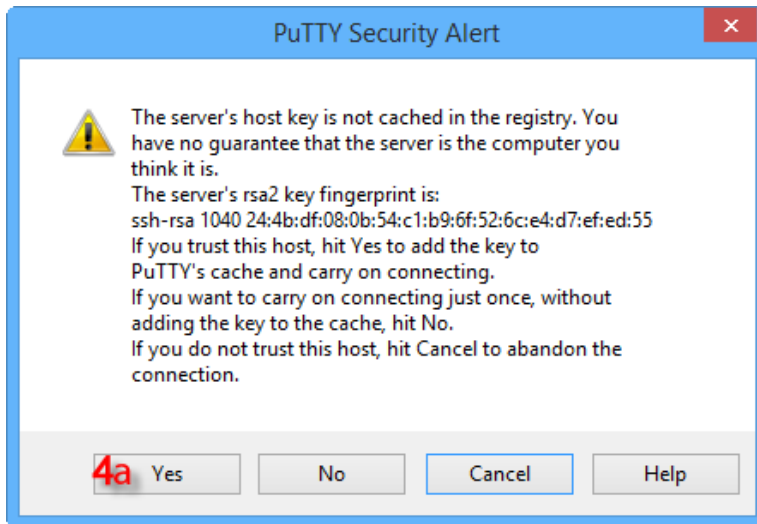 PuTTY Security Alert
The server's host key is not cached in the registry. You
have no guarantee that the server is the computer you
think it is.
The server's rsa2 key fingerprint is:
ssh-rsa 1040 24:4b:df:08:0b:54:c1:b9:6f:52:6c:e4:d7:ef:ed:55
If you trust this host, hit Yes to add the key to
PuTTY's cache and carry on connecting.
If you want to carry on connecting just once, without
adding the key to the cache, hit No.
If you do not trust this host, hit Cancel to abandon the
connection.
4a Yes No Cancel Help